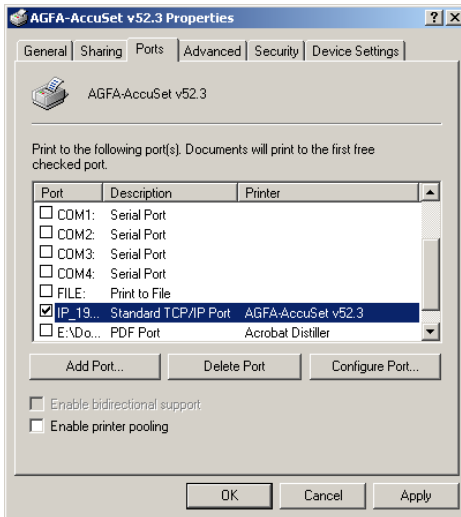 AGFA-AccuSet v52.3 Properties
General Sharing Ports Advanced Security Device Settings
AGFA-AccuSet v52.3
Print to the following port(s). Documents will print to the first free
checked port.
Port Description Printer
COM1: Serial Port
COM2: Serial Port
COM3: Serial Port
COM4: Serial Port
FILE: Print to File
IP_19... Standard TCP/IP Port AGFA-AccuSet v52.3
E:\Do... PDF Port Acrobat Distiller
Add Port... Delete Port Configure Port...
Enable bidirectional support
Enable printer pooling
OK Cancel Apply